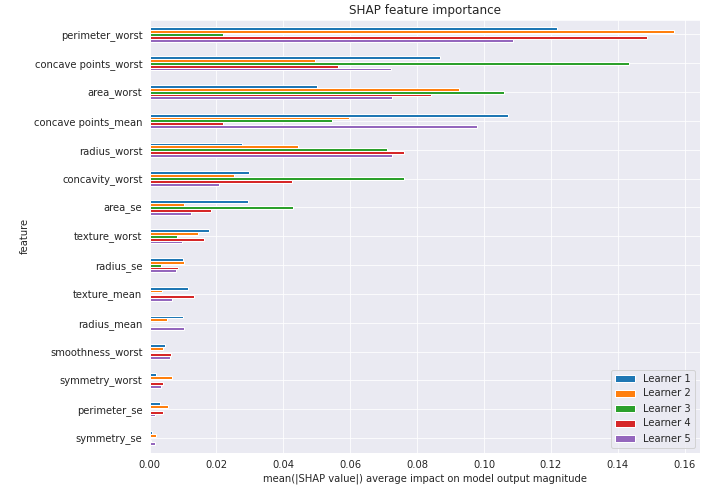 SHAP feature importance
perimeter_worst
concave points_worst
area_worst
concave points_mean
radius_worst
concavity_worst
area_se
texture_worst
radius_se
texture_mean
radius_mean
smoothness_worst
symmetry_worst
perimeter_se
symmetry_se
feature
Learner 1
Learner 2
Learner 3
Learner 4
Learner 5
0.00 0.02 0.04 0.06 0.08 0.10 0.12 0.14 0.16
mean(|SHAP value|) average impact on model output magnitude